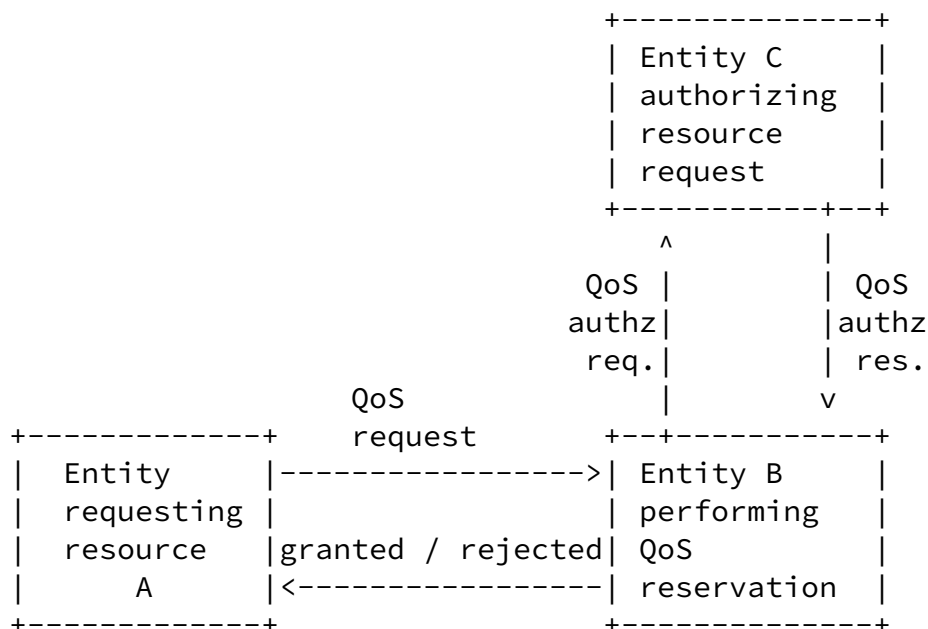 +--------------+
| Entity C     |
| authorizing  |
| resource     |
| request      |
+-----------+--+
^        |
QoS |        | QoS
authz|        |authz
req.|        | res.
QoS             |        v
+-------------+    request       +--+-----------+
|  Entity     |----------------->| Entity B     |
|  requesting |                  | performing   |
|  resource   |granted / rejected| QoS          |
|      A      |<-----------------| reservation  |
+-------------+                  +--------------+